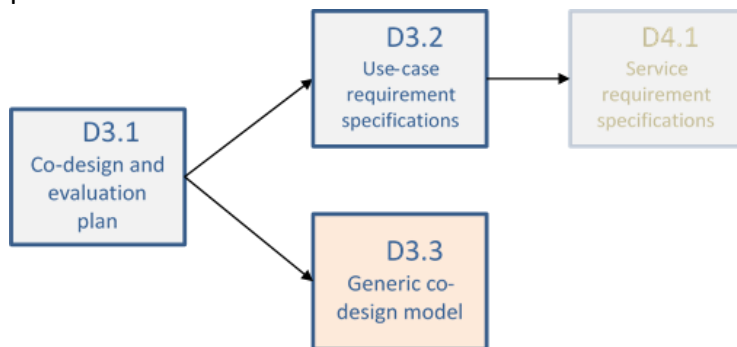 D3.1
Co-design and
evaluation
plan
D3.2
Use-case
requirement
specifications
D4.1
Service
requirement
specifications
D3.3
Generic co-
design model